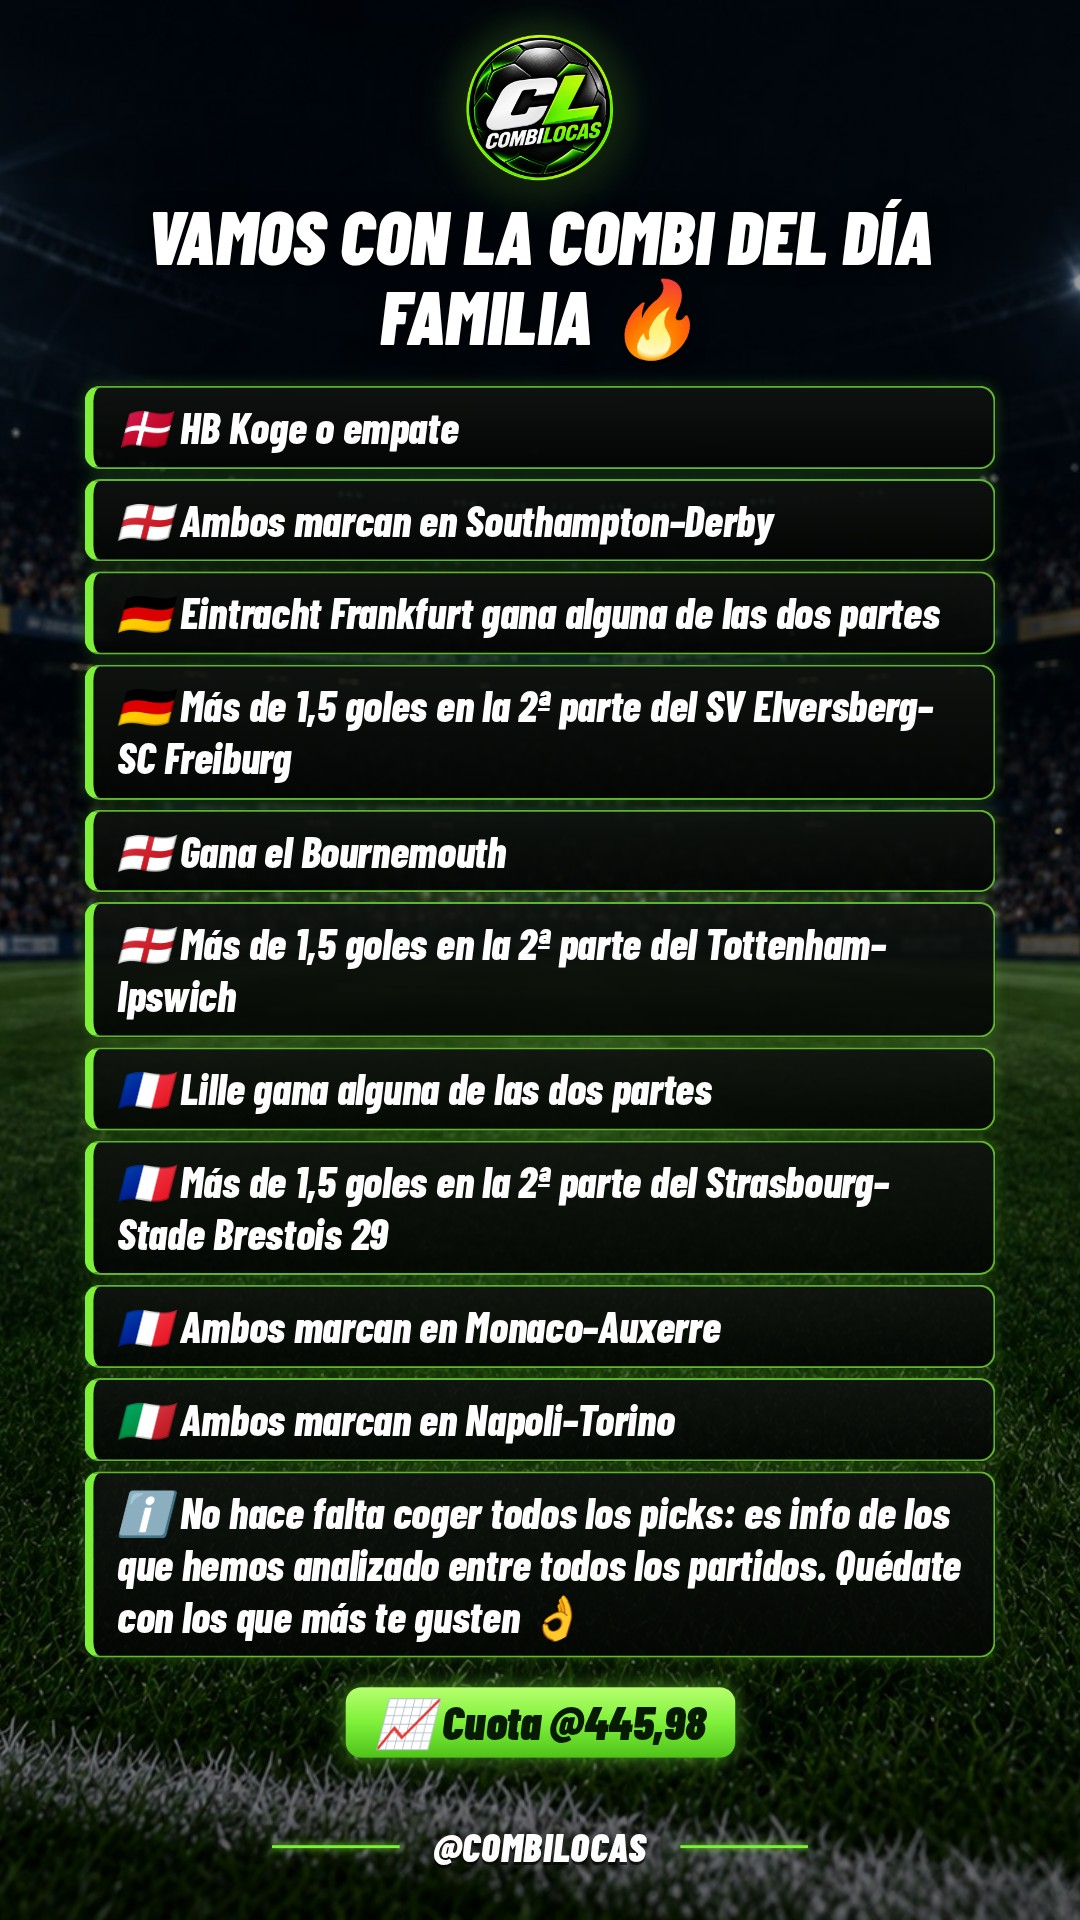 CL
COMBILOCAS
VAMOS CON LA COMBI DEL DÍA
FAMILIA 🔥
🇩🇰 HB Koge o empate
🏴󠁧󠁢󠁥󠁮󠁧󠁿 Ambos marcan en Southampton-Derby
🇩🇪 Eintracht Frankfurt gana alguna de las dos partes
🇩🇪 Más de 1,5 goles en la 2ª parte del SV Elversberg-
SC Freiburg
🏴󠁧󠁢󠁥󠁮󠁧󠁿 Gana el Bournemouth
🏴󠁧󠁢󠁥󠁮󠁧󠁿 Más de 1,5 goles en la 2ª parte del Tottenham-
Ipswich
🇫🇷 Lille gana alguna de las dos partes
🇫🇷 Más de 1,5 goles en la 2ª parte del Strasbourg-
Stade Brestois 29
🇫🇷 Ambos marcan en Monaco-Auxerre
🇮🇹 Ambos marcan en Napoli-Torino
ℹ️ No hace falta coger todos los picks: es info de los
que hemos analizado entre todos los partidos. Quédate
con los que más te gusten 👌
📈 Cuota @445,98
@COMBILOCAS